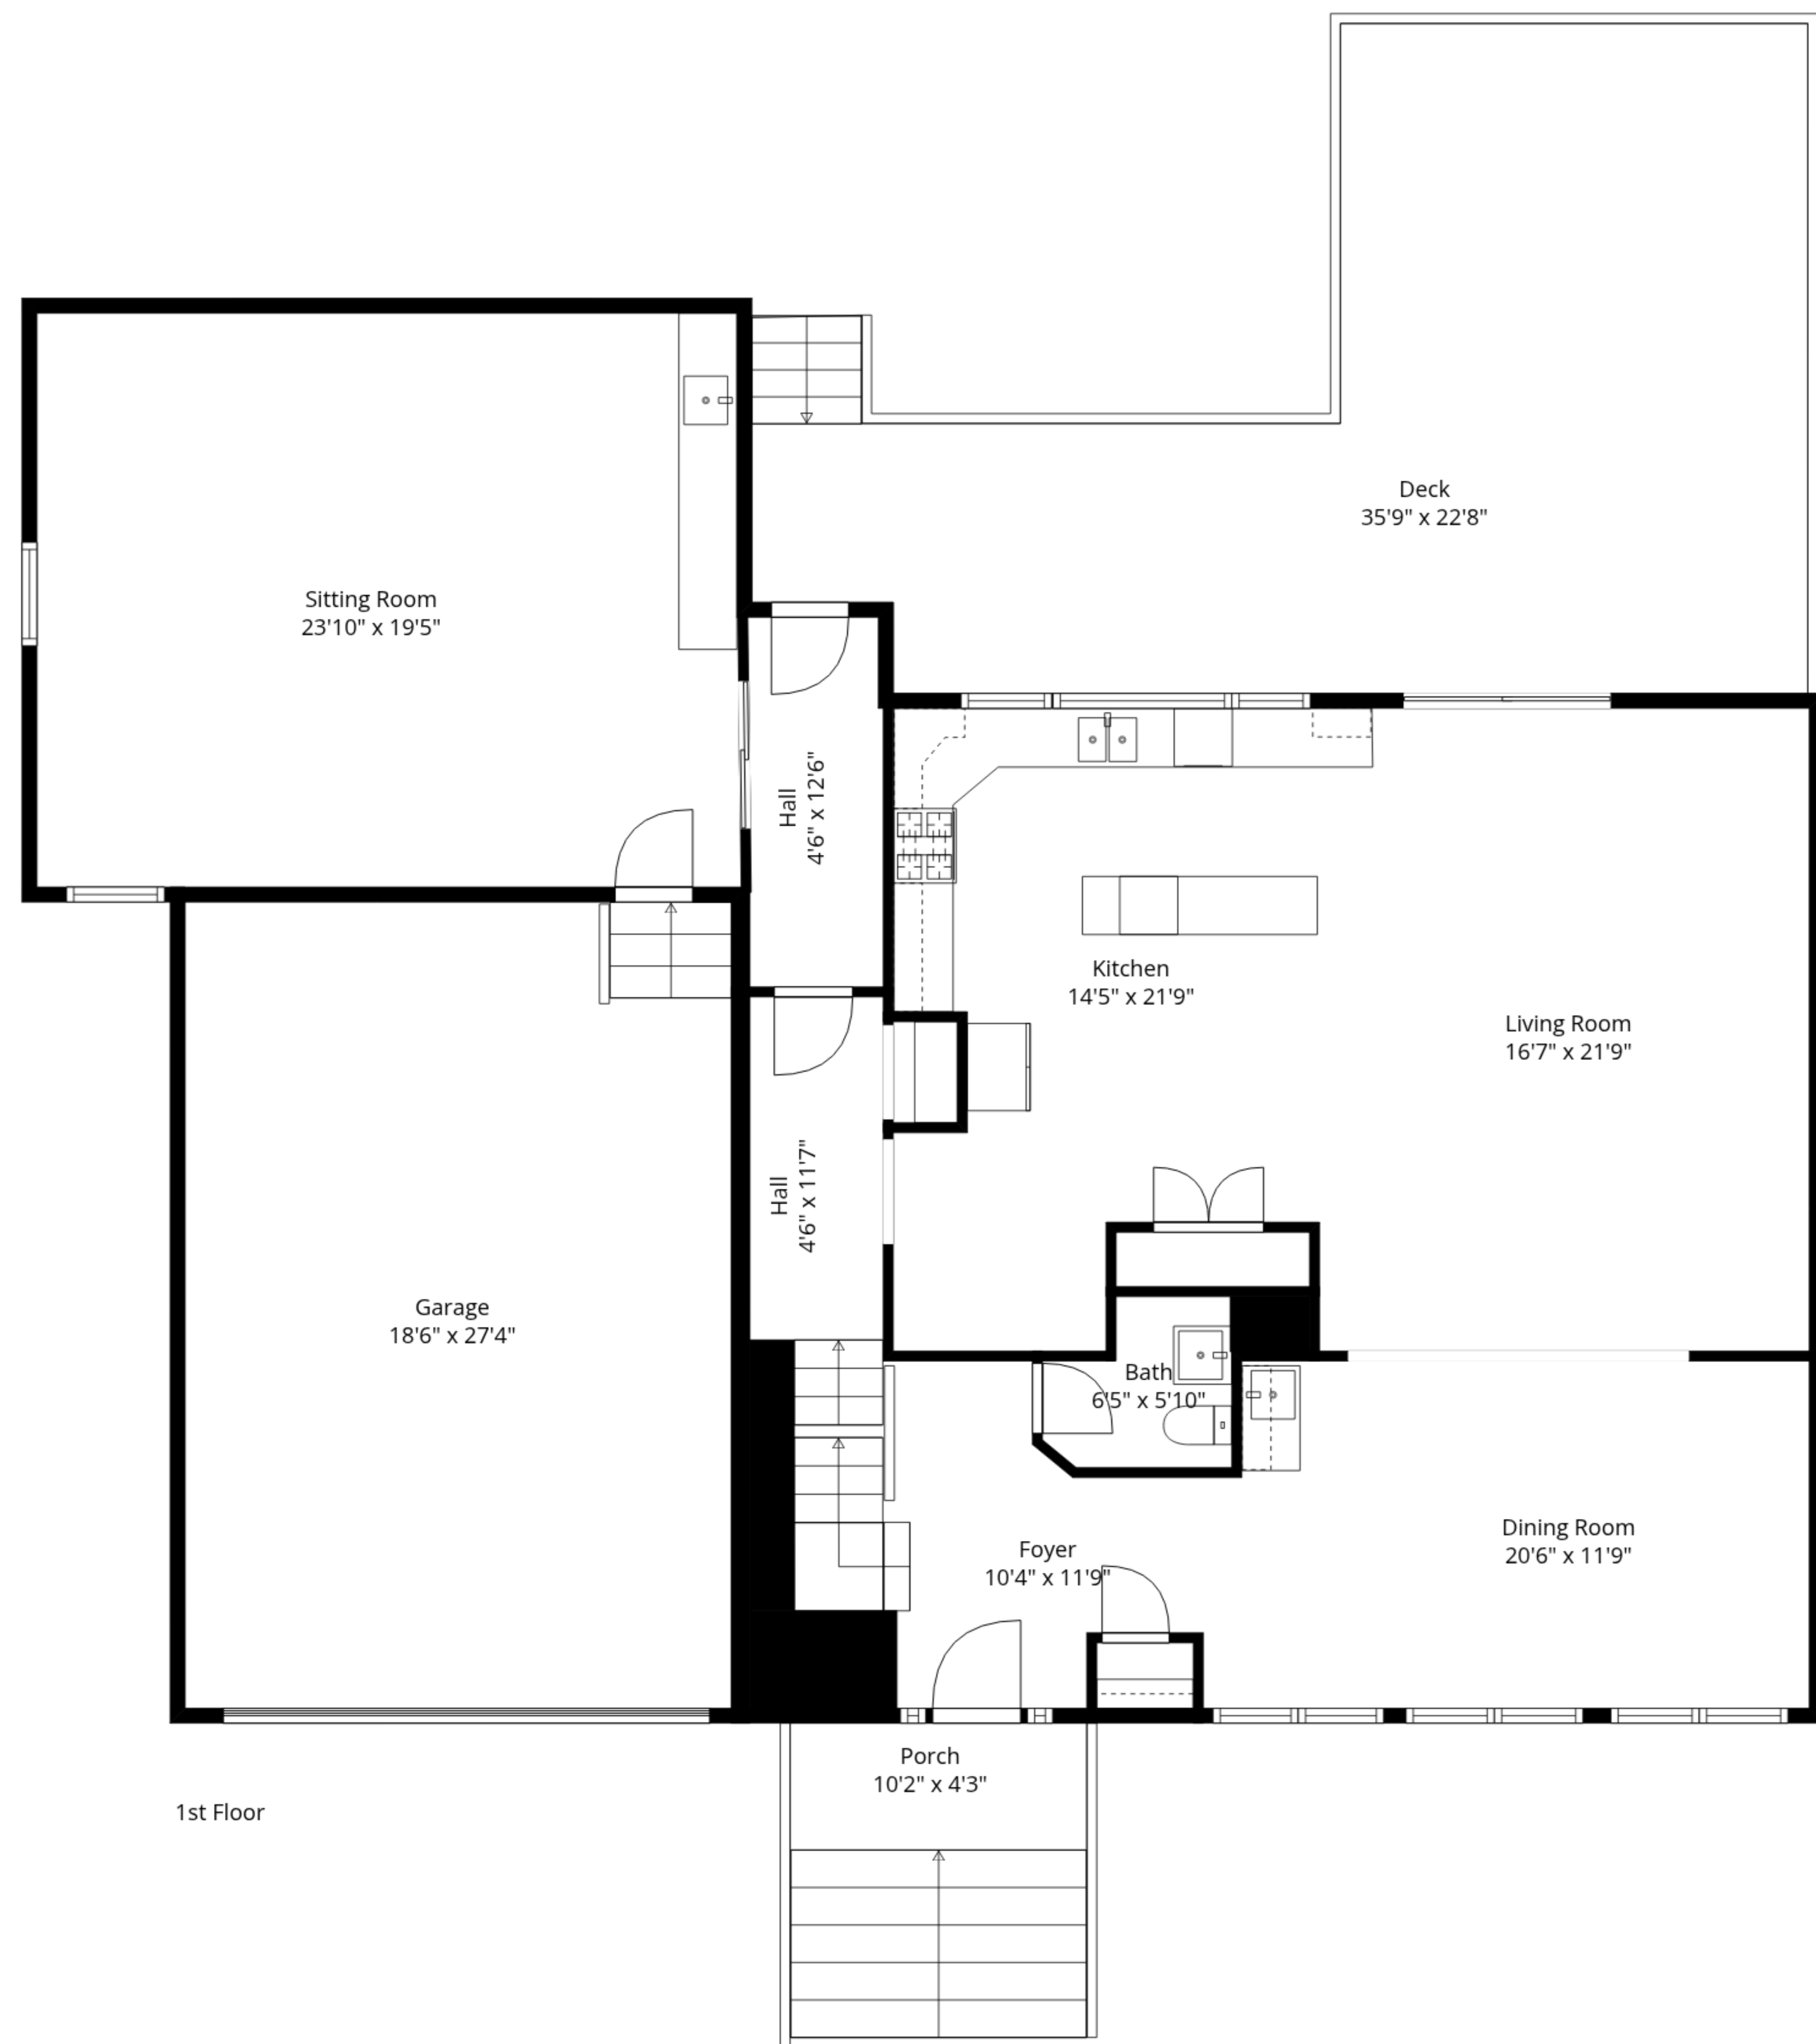 Deck
35'9" x 22'8"
Sitting Room
23'10" x 19'5"
Hall
4'6" x 12'6"
Kitchen
14'5" x 21'9"
Living Room
16'7" x 21'9"
Hall
4'6" x 11'7"
Garage
18'6" x 27'4"
Bath
6'5" x 5'10"
Foyer
10'4" x 11'9"
Dining Room
20'6" x 11'9"
Porch
10'2" x 4'3"
1st Floor